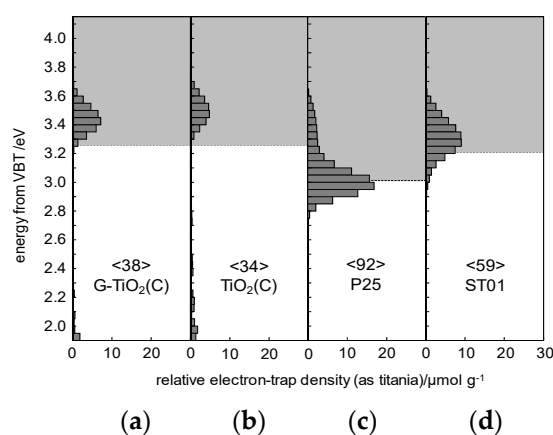 energy from VBT /eV
4.0
3.8
3.6
3.4
3.2
3.0
2.8
2.6
2.4
2.2
2.0
<38>
G-TiO₂(C)
<34>
TiO₂(C)
<92>
P25
<59>
ST01
0 10 20 0 10 20 0 10 20 0 10 20 30
relative electron-trap density (as titania)/μmol g⁻¹
(a) (b) (c) (d)